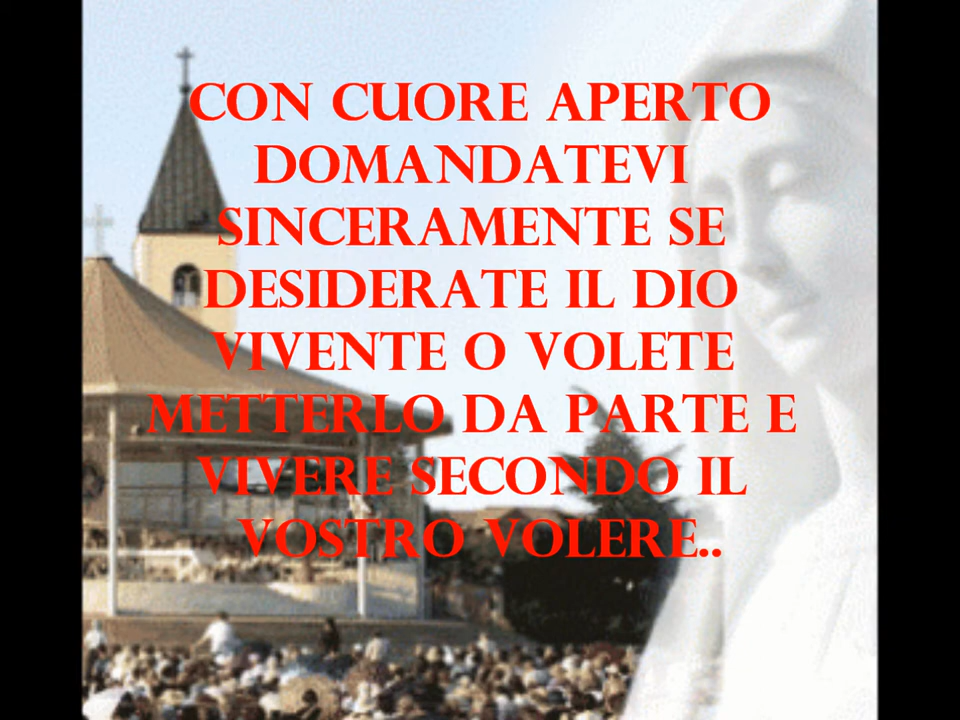 CON CUORE APERTO
DOMANDATEVI
SINCERAMENTE SE
DESIDERATE IL DIO
VIVENTE O VOLETE
METTERLO DA PARTE E
VIVERE SECONDO IL
VOSTRO VOLERE..